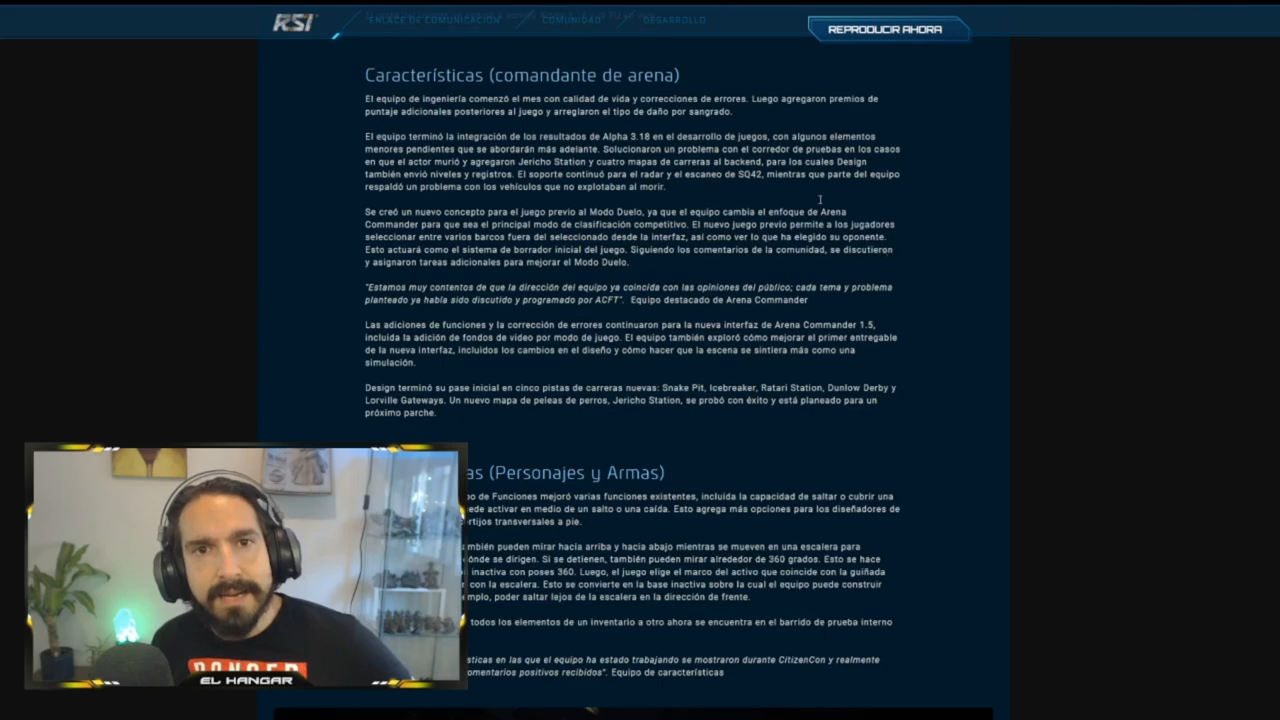 RSI
ENLACE DE COMUNICACIÓN
COMUNIDAD
DESARROLLO
REPRODUCIR AHORA
Características (comandante de arena)
El equipo de ingeniería comenzó el mes con calidad de vida y correcciones de errores. Luego agregaron premios de
puntaje adicionales posteriores al juego y arreglaron el tipo de daño por sangrado.
El equipo terminó la integración de los resultados de Alpha 3.18 en el desarrollo de juegos, con algunos elementos
menores pendientes que se abordarán más adelante. Solucionaron un problema con el corredor de pruebas en los casos
en que el actor murió y agregaron Jericho Station y cuatro mapas de carreras al backend, para los cuales Design
también envió niveles y registros. El soporte continuó para el radar y el escaneo de SQ42, mientras que parte del equipo
respaldó un problema con los vehículos que no explotaban al morir.
Se creó un nuevo concepto para el juego previo al Modo Duelo, ya que el equipo cambia el enfoque de Arena
Commander para que sea el principal modo de clasificación competitivo. El nuevo juego previo permite a los jugadores
seleccionar entre varios barcos fuera del seleccionado desde la interfaz, así como ver lo que ha elegido su oponente.
Esto actuará como el sistema de borrador inicial del juego. Siguiendo los comentarios de la comunidad, se discutieron
y asignaron tareas adicionales para mejorar el Modo Duelo.
"Estamos muy contentos de que la dirección del equipo ya coincida con las opiniones del público; cada tema y problema
planteado ya había sido discutido y programado por ACFT". Equipo destacado de Arena Commander
Las adiciones de funciones y la corrección de errores continuaron para la nueva interfaz de Arena Commander 1.5,
incluida la adición de fondos de video por modo de juego. El equipo también exploró cómo mejorar el primer entregable
de la nueva interfaz, incluidos los cambios en el diseño y cómo hacer que la escena se sintiera más como una
simulación.
Design terminó su pase inicial en cinco pistas de carreras nuevas: Snake Pit, Icebreaker, Ratari Station, Dunlow Derby y
Lorville Gateways. Un nuevo mapa de peleas de perros, Jericho Station, se probó con éxito y está planeado para un
próximo parche.
as (Personajes y Armas)
po de Funciones mejoró varias funciones existentes, incluida la capacidad de saltar o cubrir una
ede activar en medio de un salto o una caída. Esto agrega más opciones para los diseñadores de
rtijos transversales a pie.
mbién pueden mirar hacia arriba y hacia abajo mientras se mueven en una escalera para
ónde se dirigen. Si se detienen, también pueden mirar alrededor de 360 grados. Esto se hace
inactiva con poses 360. Luego, el juego elige el marco del activo que coincide con la guiñada
con la escalera. Esto se convierte en la base inactiva sobre la cual el equipo puede construir
mplo, poder saltar lejos de la escalera en la dirección de frente.
todos los elementos de un inventario a otro ahora se encuentra en el barrido de prueba interno
sticas en las que el equipo ha estado trabajando se mostraron durante CitizenCon y realmente
omentarios positivos recibidos". Equipo de características
DANGER
EL HANGAR